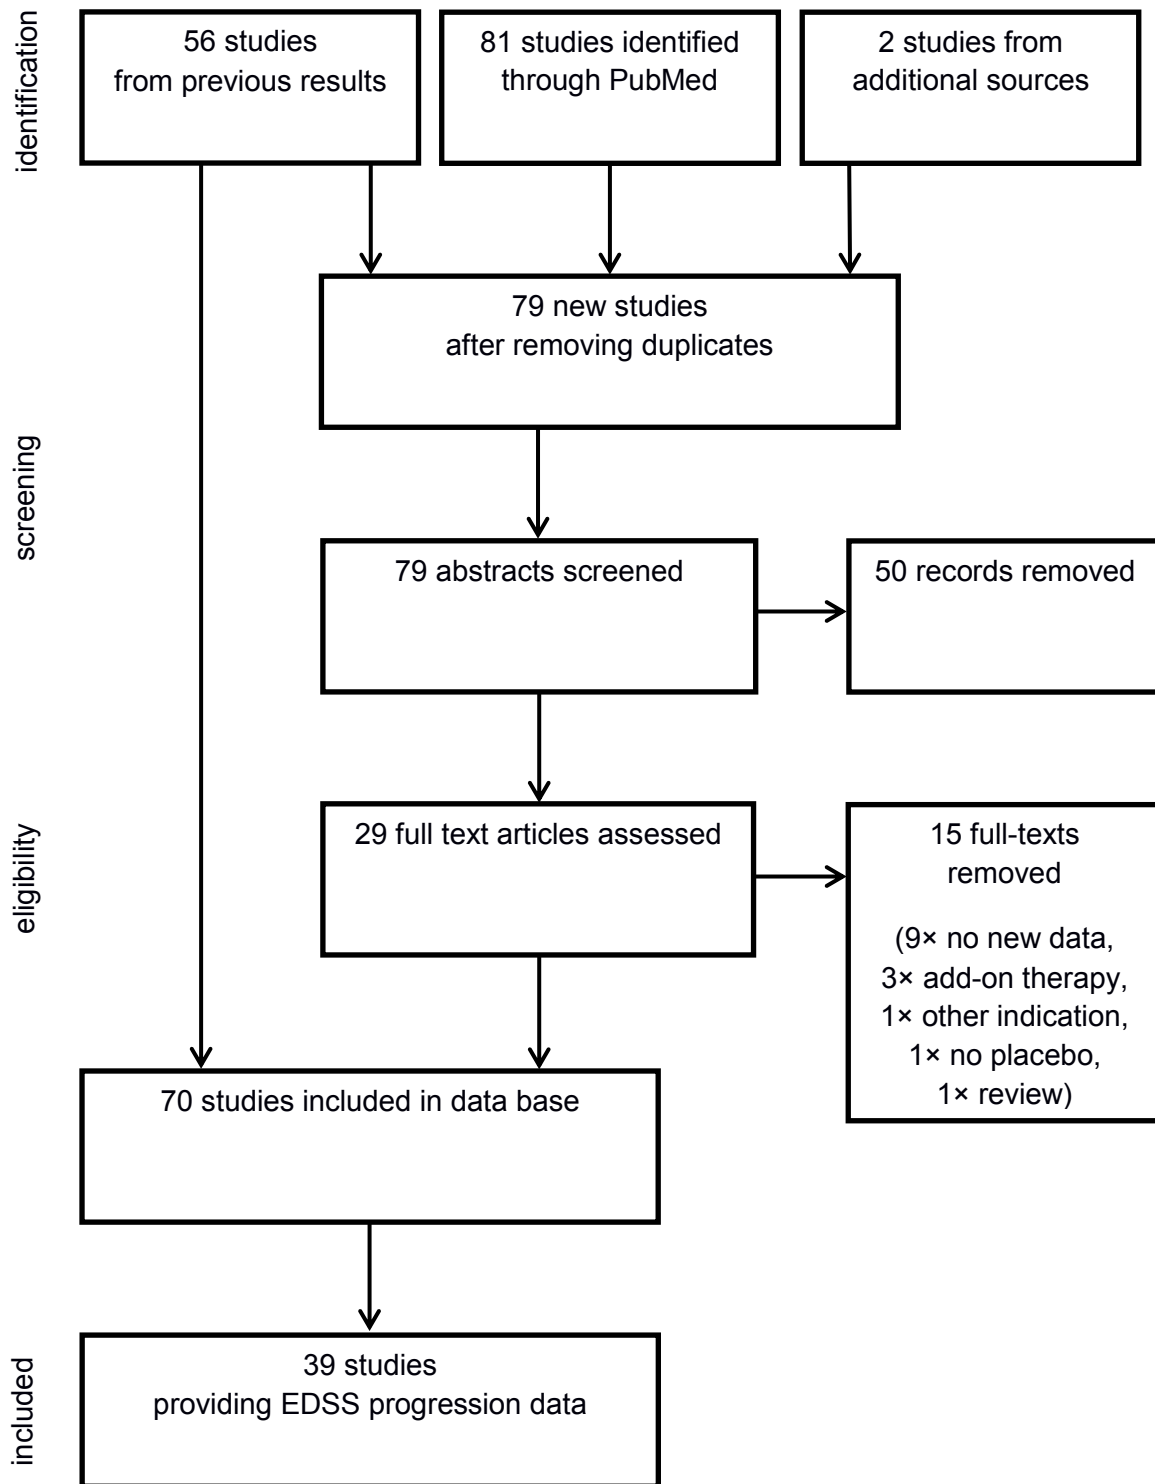 identification
56 studies
from previous results
81 studies identified
through PubMed
2 studies from
additional sources
79 new studies
after removing duplicates
screening
79 abstracts screened
50 records removed
eligibility
29 full text articles assessed
15 full-texts
removed
(9× no new data,
3× add-on therapy,
1× other indication,
1× no placebo,
1× review)
70 studies included in data base
included
39 studies
providing EDSS progression data